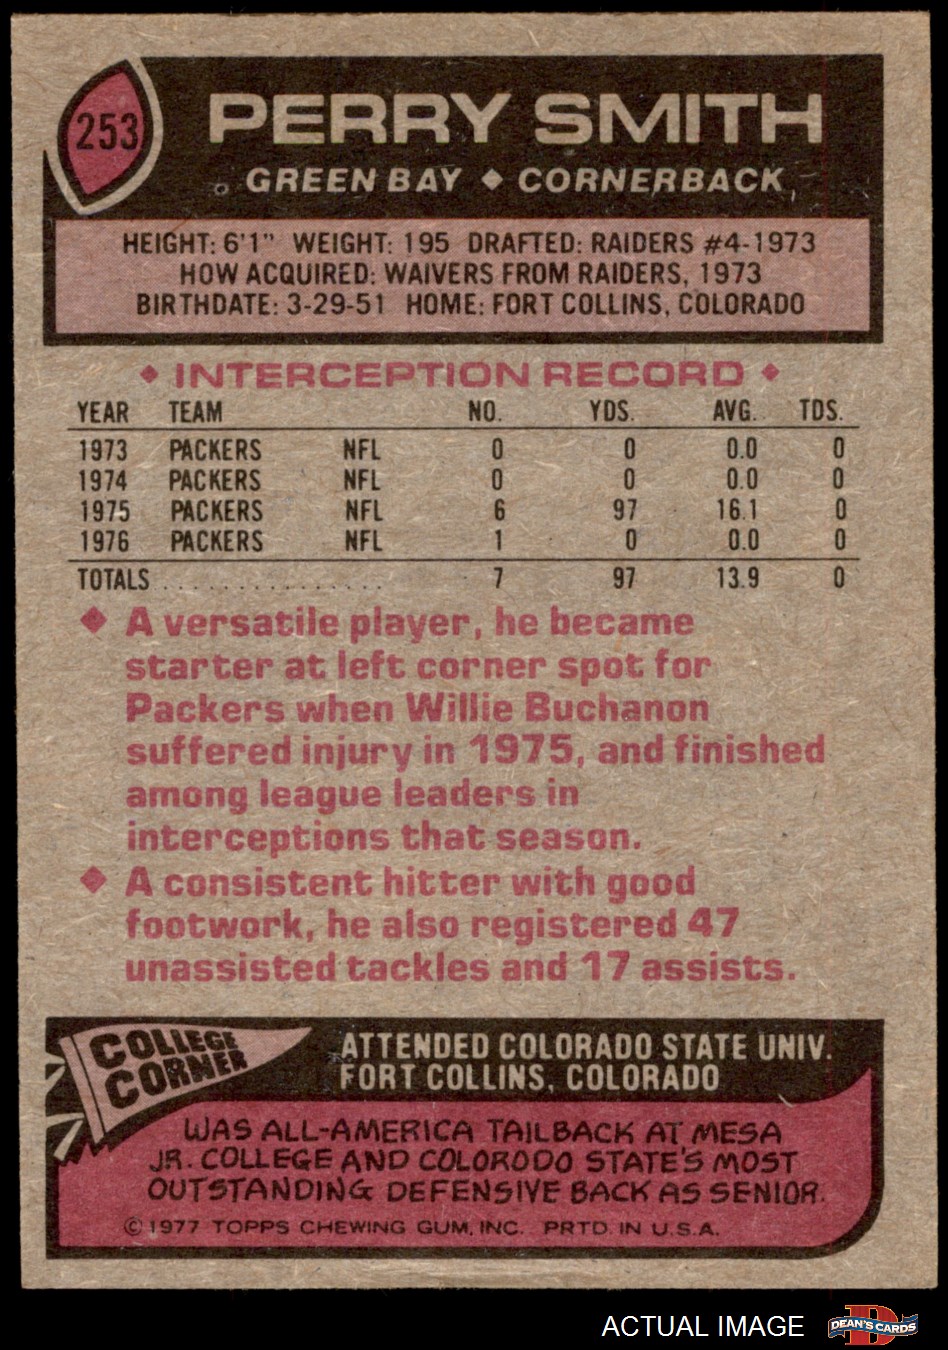 253
PERRY SMITH
GREEN BAY ◆ CORNERBACK
HEIGHT: 6'1" WEIGHT: 195 DRAFTED: RAIDERS #4-1973
HOW ACQUIRED: WAIVERS FROM RAIDERS, 1973
BIRTHDATE: 3-29-51 HOME: FORT COLLINS, COLORADO
◆ INTERCEPTION RECORD ◆
YEAR TEAM NO. YDS. AVG. TDS.
1973 PACKERS NFL 0 0 0.0 0
1974 PACKERS NFL 0 0 0.0 0
1975 PACKERS NFL 6 97 16.1 0
1976 PACKERS NFL 1 0 0.0 0
TOTALS ................ 7 97 13.9 0
◆ A versatile player, he became
starter at left corner spot for
Packers when Willie Buchanon
suffered injury in 1975, and finished
among league leaders in
interceptions that season.
◆ A consistent hitter with good
footwork, he also registered 47
unassisted tackles and 17 assists.
COLLEGE
CORNER
ATTENDED COLORADO STATE UNIV.
FORT COLLINS, COLORADO
WAS ALL-AMERICA TAILBACK AT MESA
JR. COLLEGE AND COLORODO STATE'S MOST
OUTSTANDING DEFENSIVE BACK AS SENIOR.
© 1977 TOPPS CHEWING GUM, INC. PRTD. IN U.S.A.
ACTUAL IMAGE
D
DEAN'S CARDS